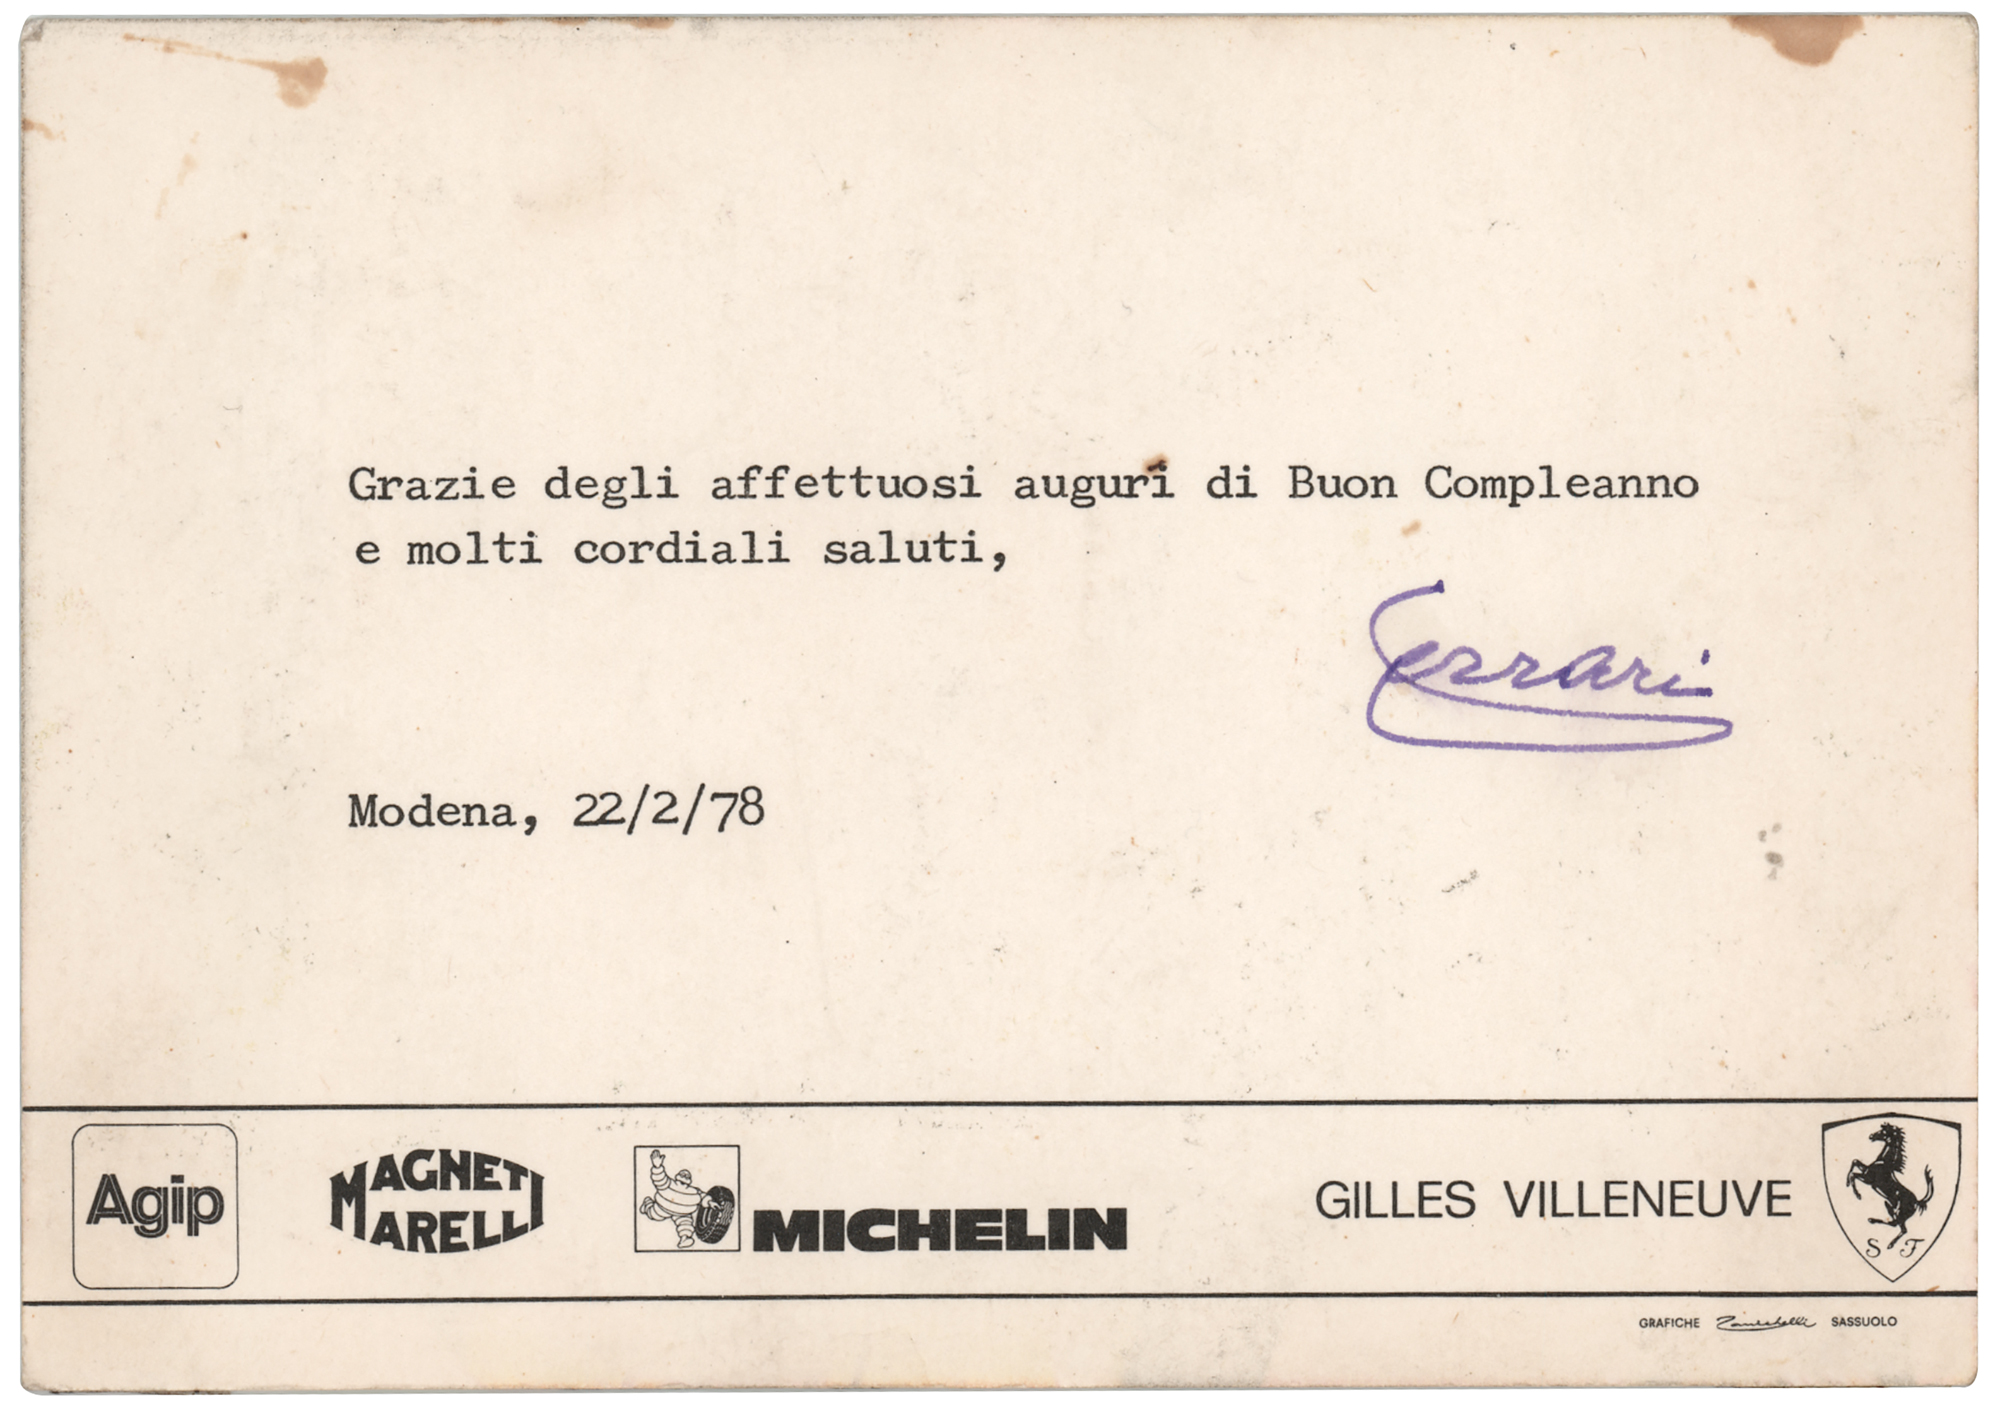 Grazie degli affettuosi auguri di Buon Compleanno
e molti cordiali saluti,
Ferrari
Modena, 22/2/78
Agip
MAGNETI
MARELLI
MICHELIN
GILLES VILLENEUVE
S F
GRAFICHE Zanichelli SASSUOLO